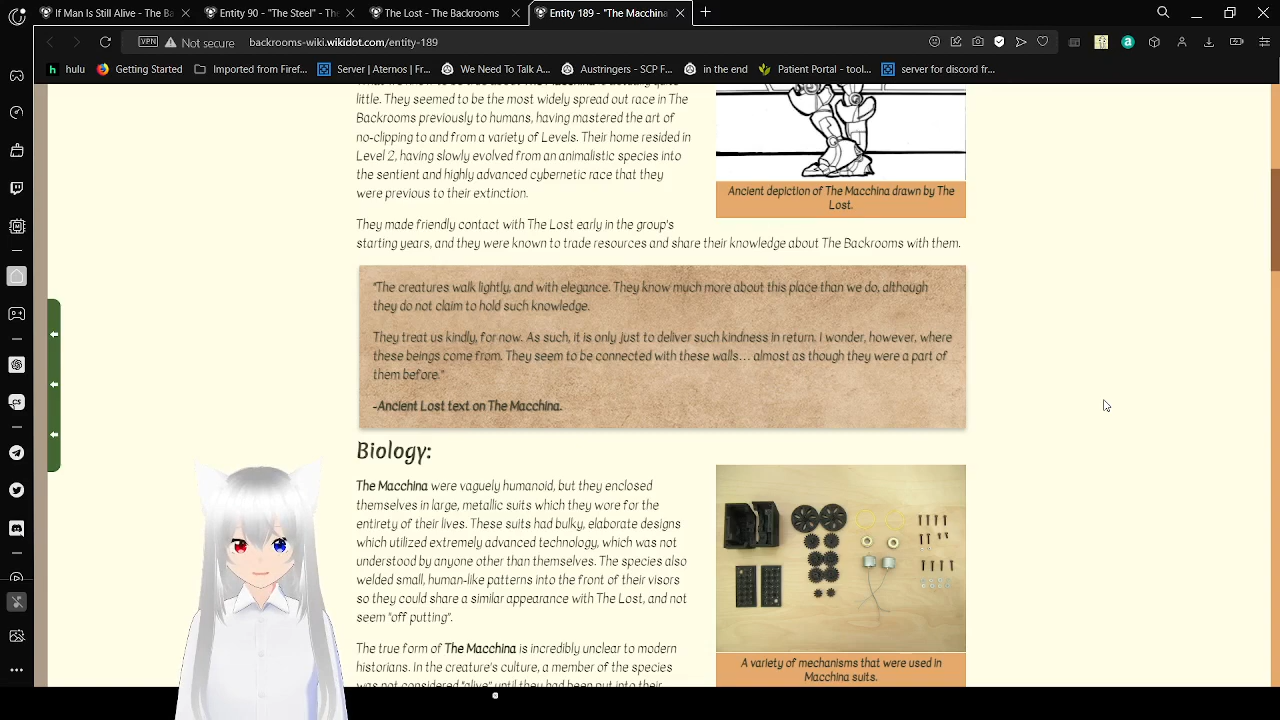 If Man Is Still Alive - The Ba
Entity 90 - "The Steel" - The
The Lost - The Backrooms
Entity 189 - "The Macchina
VPN
Not secure
backrooms-wiki.wikidot.com/entity-189
hulu
Getting Started
Imported from Firef...
Server | Aternos | Fr...
We Need To Talk A...
Austringers - SCP F...
in the end
Patient Portal - tool...
server for discord fr...
little. They seemed to be the most widely spread out race in The
Backrooms previously to humans, having mastered the art of
no-clipping to and from a variety of Levels. Their home resided in
Level 2, having slowly evolved from an animalistic species into
the sentient and highly advanced cybernetic race that they
were previous to their extinction.
Ancient depiction of The Macchina drawn by The
Lost.
They made friendly contact with The Lost early in the group's
starting years, and they were known to trade resources and share their knowledge about The Backrooms with them.
"The creatures walk lightly, and with elegance. They know much more about this place than we do, although
they do not claim to hold such knowledge.
They treat us kindly, for now. As such, it is only just to deliver such kindness in return. I wonder, however, where
these beings come from. They seem to be connected with these walls... almost as though they were a part of
them before."
-Ancient Lost text on The Macchina.
Biology:
The Macchina were vaguely humanoid, but they enclosed
themselves in large, metallic suits which they wore for the
entirety of their lives. These suits had bulky, elaborate designs
which utilized extremely advanced technology, which was not
understood by anyone other than themselves. The species also
welded small, human-like patterns into the front of their visors
so they could share a similar appearance with The Lost, and not
seem "off putting".
The true form of The Macchina is incredibly unclear to modern
historians. In the creature's culture, a member of the species
was not considered "alive" until they had been put into their
A variety of mechanisms that were used in
Macchina suits.